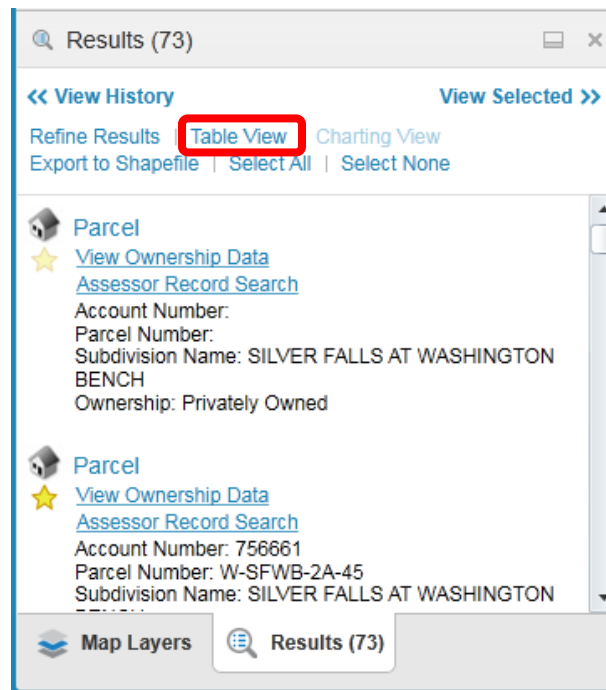 Results (73)
<< View History View Selected >>
Refine Results | Table View Charting View
Export to Shapefile | Select All | Select None
Parcel
View Ownership Data
Assessor Record Search
Account Number:
Parcel Number:
Subdivision Name: SILVER FALLS AT WASHINGTON
BENCH
Ownership: Privately Owned
Parcel
View Ownership Data
Assessor Record Search
Account Number: 756661
Parcel Number: W-SFWB-2A-45
Subdivision Name: SILVER FALLS AT WASHINGTON
Map Layers Results (73)